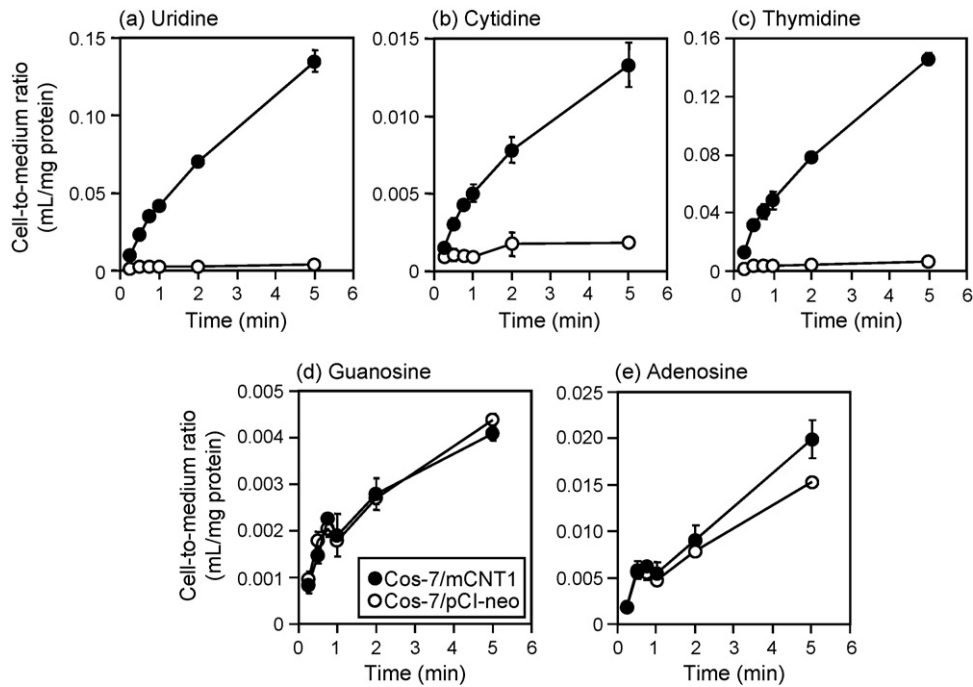 (a) Uridine
(b) Cytidine
(c) Thymidine
Cell-to-medium ratio
(mL/mg protein)
0.15
0.10
0.05
0
0 1 2 3 4 5 6
Time (min)
0.015
0.010
0.005
0
0 1 2 3 4 5 6
Time (min)
0.16
0.12
0.08
0.04
0
0 1 2 3 4 5 6
Time (min)
(d) Guanosine
(e) Adenosine
Cell-to-medium ratio
(mL/mg protein)
0.005
0.004
0.003
0.002
0.001
0
0 1 2 3 4 5 6
Time (min)
Cos-7/mCNT1
Cos-7/pCI-neo
0.025
0.020
0.015
0.010
0.005
0
0 1 2 3 4 5 6
Time (min)